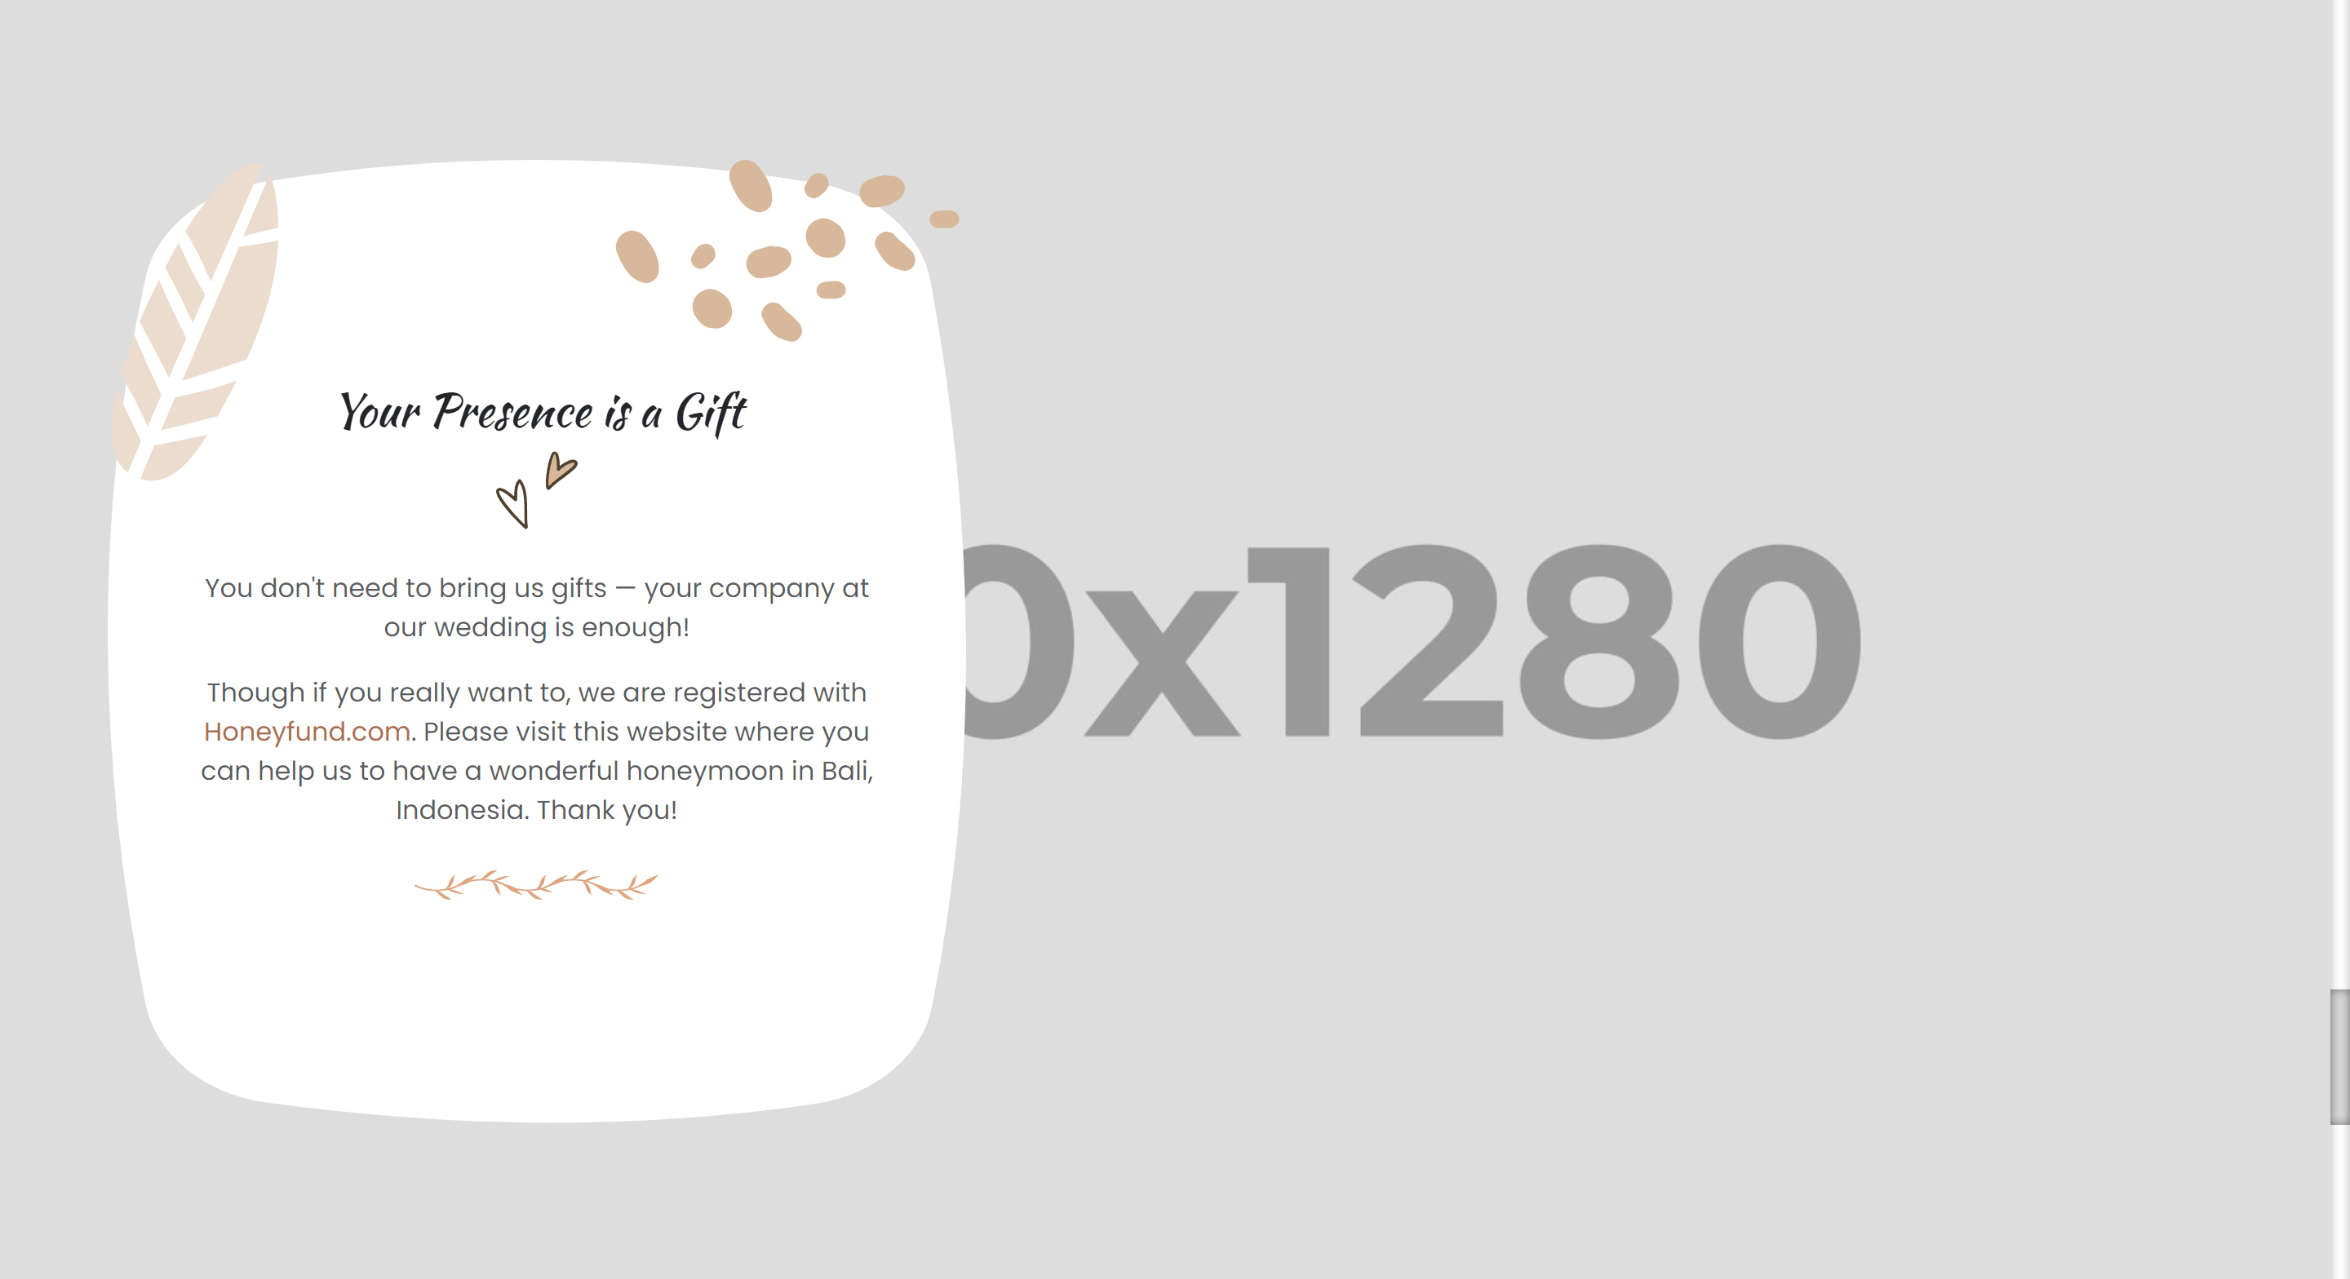 Your Presence is a Gift
You don't need to bring us gifts — your company at
our wedding is enough!
Though if you really want to, we are registered with
Honeyfund.com. Please visit this website where you
can help us to have a wonderful honeymoon in Bali,
Indonesia. Thank you!
0x1280